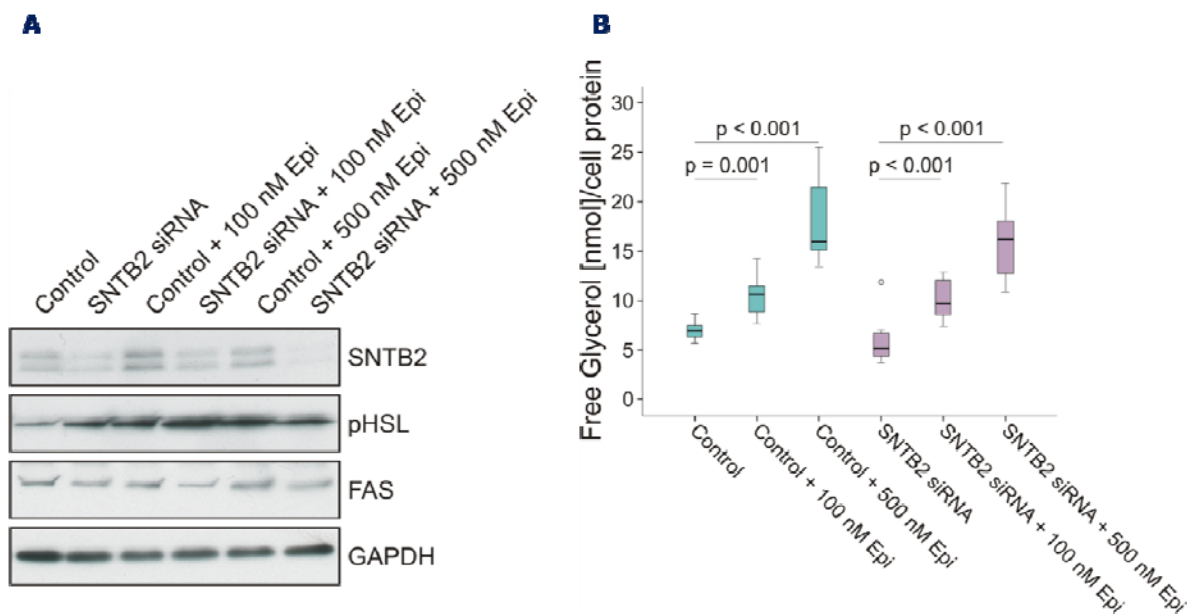 A
Control
SNTB2 siRNA
Control + 100 nM Epi
SNTB2 siRNA + 100 nM Epi
Control + 500 nM Epi
SNTB2 siRNA + 500 nM Epi
SNTB2
pHSL
FAS
GAPDH
B
Free Glycerol [nmol]/cell protein
30
25
20
15
10
5
0
p < 0.001
p < 0.001
p = 0.001
p < 0.001
Control
Control + 100 nM Epi
Control + 500 nM Epi
SNTB2 siRNA
SNTB2 siRNA + 100 nM Epi
SNTB2 siRNA + 500 nM Epi